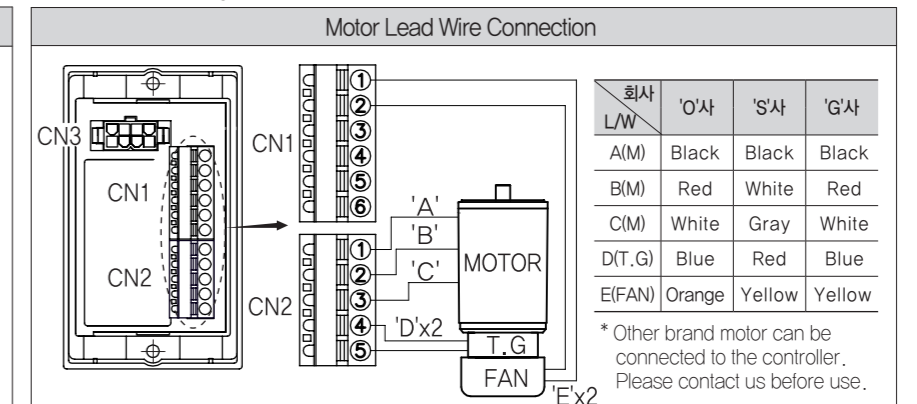 Motor Lead Wire Connection
CN3
CN1
CN2
CN1
①
②
③
④
⑤
⑥
CN2
①
②
③
④
⑤
'A'
'B'
'C'
'D'x2
'E'x2
MOTOR
T.G
FAN
회사 L/W 'O'사 'S'사 'G'사
A(M) Black Black Black
B(M) Red White Red
C(M) White Gray White
D(T.G) Blue Red Blue
E(FAN) Orange Yellow Yellow
* Other brand motor can be
connected to the controller.
Please contact us before use.